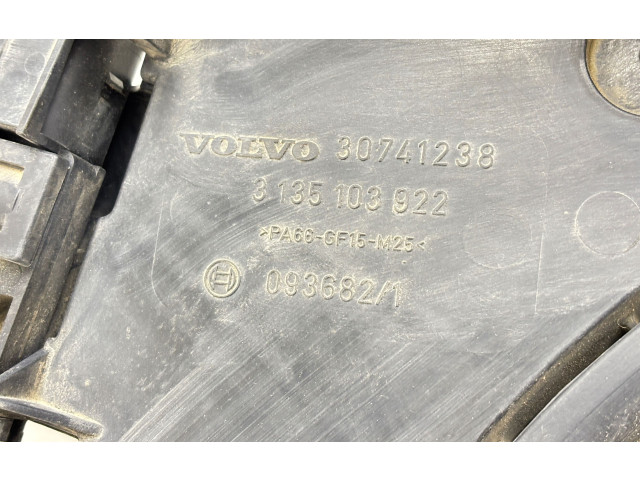 VOLVO 30741238
3 135 103 922
>PA66-GF15-M25<
093682/1